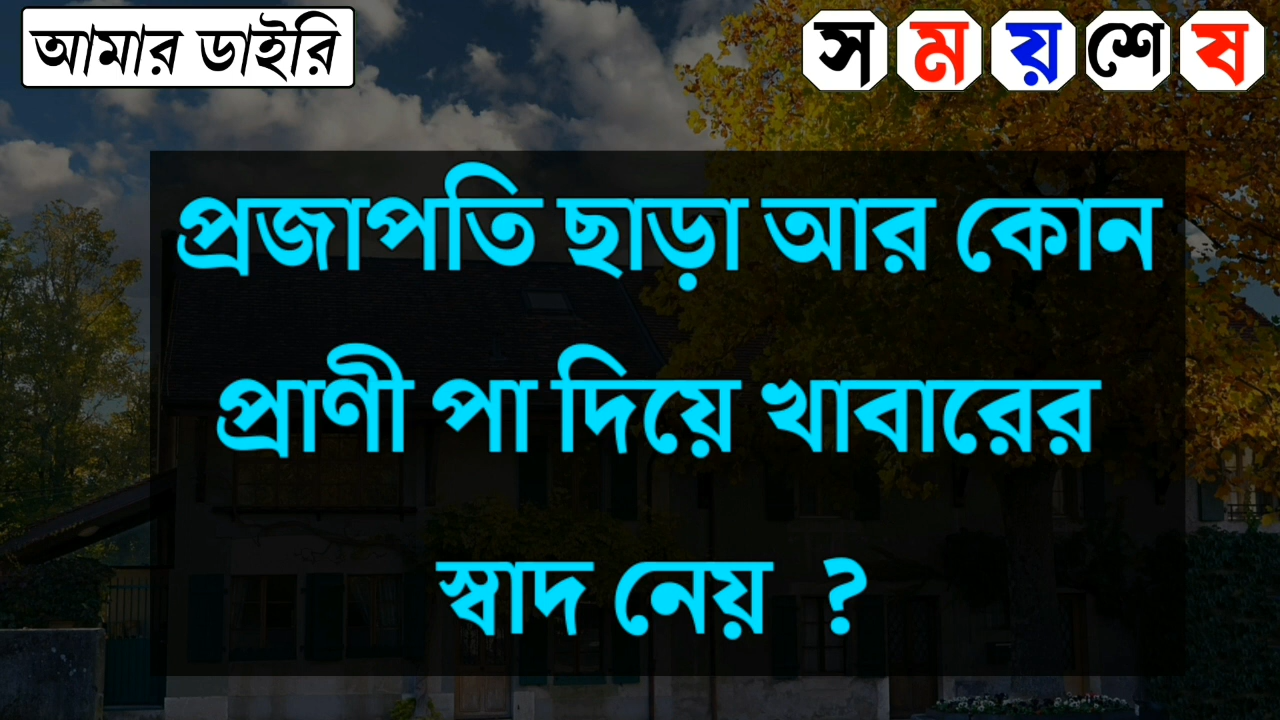 আমার ডাইরি
সময়শেষ
প্রজাপতি ছাড়া আর কোন
প্রাণী পা দিয়ে খাবারের
স্বাদ নেয় ?